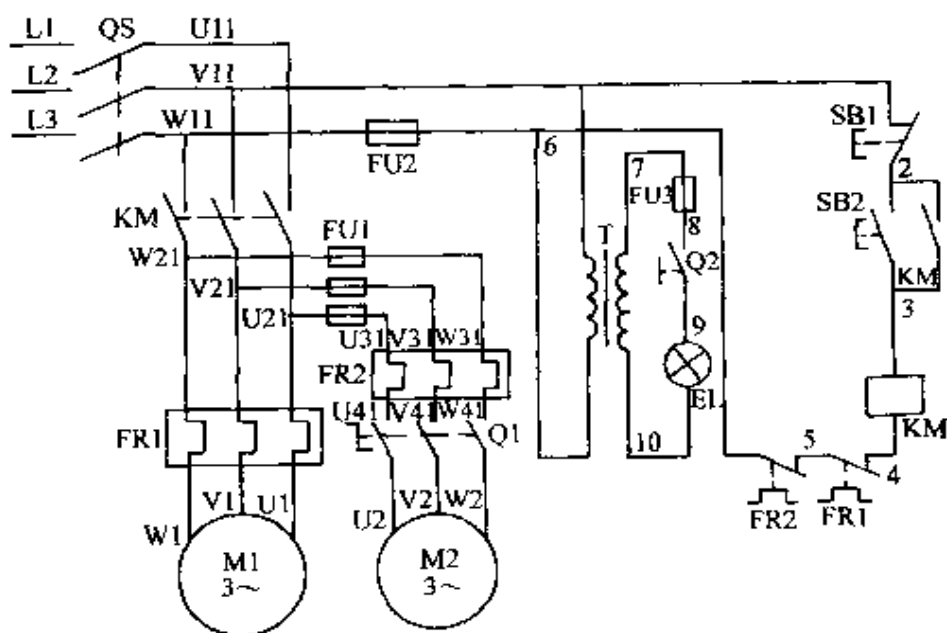 L1 QS U11
L2 V11
L3 W11
SB1
6
FU2
7
2
FU3
SB2
8
KM
FU1
W21
T
Q2
V21
KM
3
U21
9
U31 V31 W31
FR2
EL
KM
U41 V41 W41
Q1
FR1
10
5
4
V1 U1
V2 W2
FR2 FR1
W1
U2
M1
3~
M2
3~